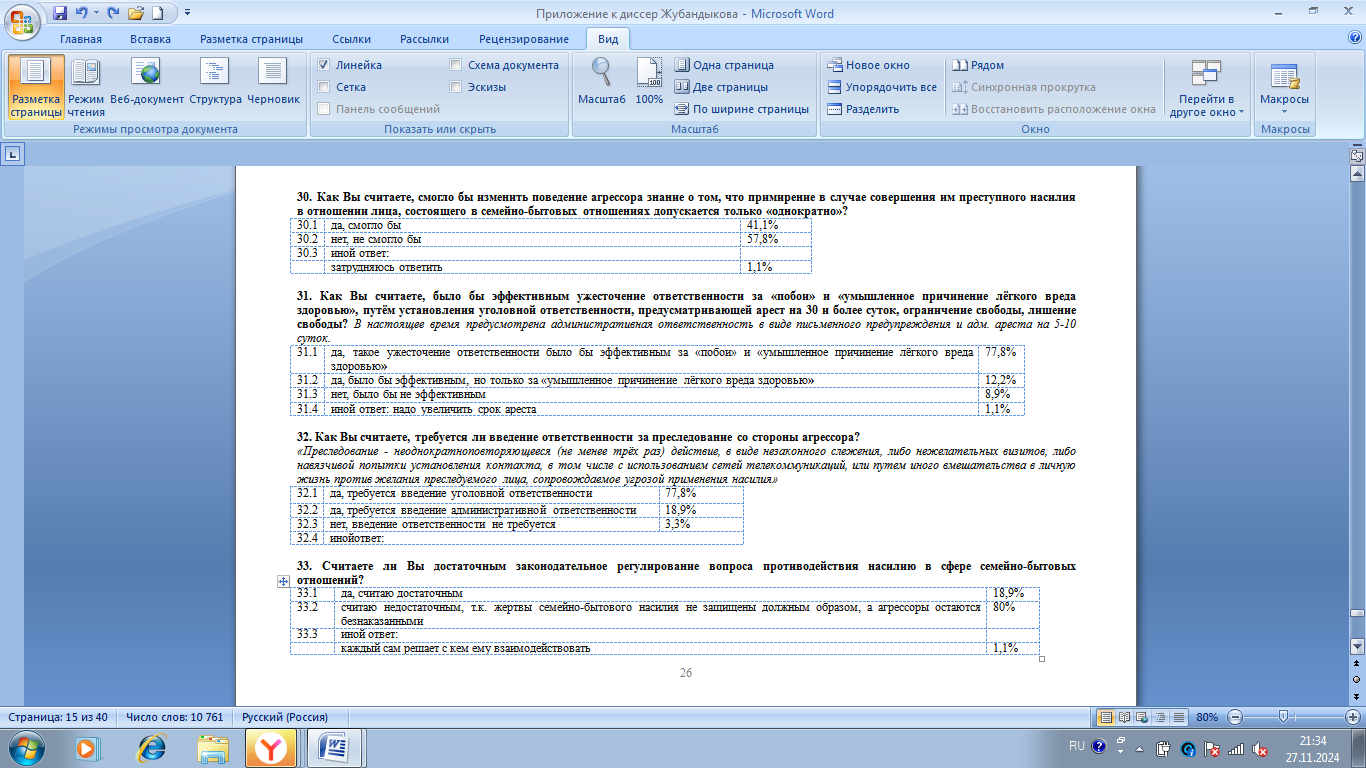 Приложение к диссер Жубандыкова - Microsoft Word
Главная Вставка Разметка страницы Ссылки Рассылки Рецензирование Вид
Разметка страницы
Режим чтения
Веб-документ
Структура
Черновик
Режимы просмотра документа
Линейка
Сетка
Панель сообщений
Схема документа
Эскизы
Показать или скрыть
Масштаб
100
100%
Одна страница
Две страницы
По ширине страницы
Масштаб
Новое окно
Упорядочить все
Разделить
Рядом
Синхронная прокрутка
Восстановить расположение окна
Перейти в другое окно
Окно
Макросы
Макросы
30. Как Вы считаете, смогло бы изменить поведение агрессора знание о том, что примирение в случае совершения им преступного насилия
в отношении лица, состоящего в семейно-бытовых отношениях допускается только «однократно»?
30.1 да, смогло бы 41,1%
30.2 нет, не смогло бы 57,8%
30.3 иной ответ:
затрудняюсь ответить 1,1%
31. Как Вы считаете, было бы эффективным ужесточение ответственности за «побои» и «умышленное причинение лёгкого вреда
здоровью», путём установления уголовной ответственности, предусматривающей арест на 30 и более суток, ограничение свободы, лишение
свободы? В настоящее время предусмотрена административная ответственность в виде письменного предупреждения и адм. ареста на 5-10
суток.
31.1 да, такое ужесточение ответственности было бы эффективным за «побои» и «умышленное причинение лёгкого вреда 77,8%
здоровью»
31.2 да, было бы эффективным, но только за «умышленное причинение лёгкого вреда здоровью» 12,2%
31.3 нет, было бы не эффективным 8,9%
31.4 иной ответ: надо увеличить срок ареста 1,1%
32. Как Вы считаете, требуется ли введение ответственности за преследование со стороны агрессора?
«Преследование - неоднократноповторяющееся (не менее трёх раз) действие, в виде незаконного слежения, либо нежелательных визитов, либо
навязчивой попытки установления контакта, в том числе с использованием сетей телекоммуникаций, или путем иного вмешательства в личную
жизнь против желания преследуемого лица, сопровождаемое угрозой применения насилия»
32.1 да, требуется введение уголовной ответственности 77,8%
32.2 да, требуется введение административной ответственности 18,9%
32.3 нет, введение ответственности не требуется 3,3%
32.4 инойответ:
33. Считаете ли Вы достаточным законодательное регулирование вопроса противодействия насилию в сфере семейно-бытовых
отношений?
33.1 да, считаю достаточным 18,9%
33.2 считаю недостаточным, т.к. жертвы семейно-бытового насилия не защищены должным образом, а агрессоры остаются 80%
безнаказанными
33.3 иной ответ:
каждый сам решает с кем ему взаимодействовать 1,1%
26
Страница: 15 из 40 Число слов: 10 761 Русский (Россия) 80%
RU 21:34
27.11.2024